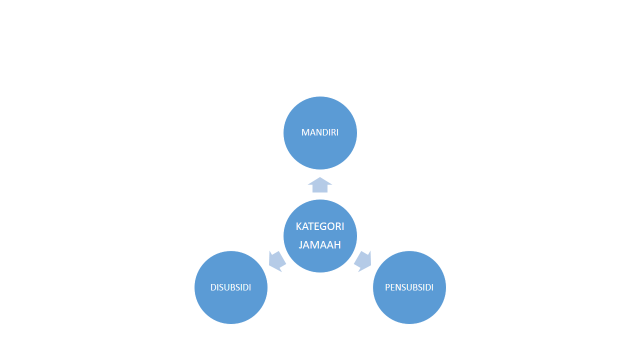 MANDIRI
KATEGORI
JAMAAH
DISUBSIDI
PENSUBSIDI